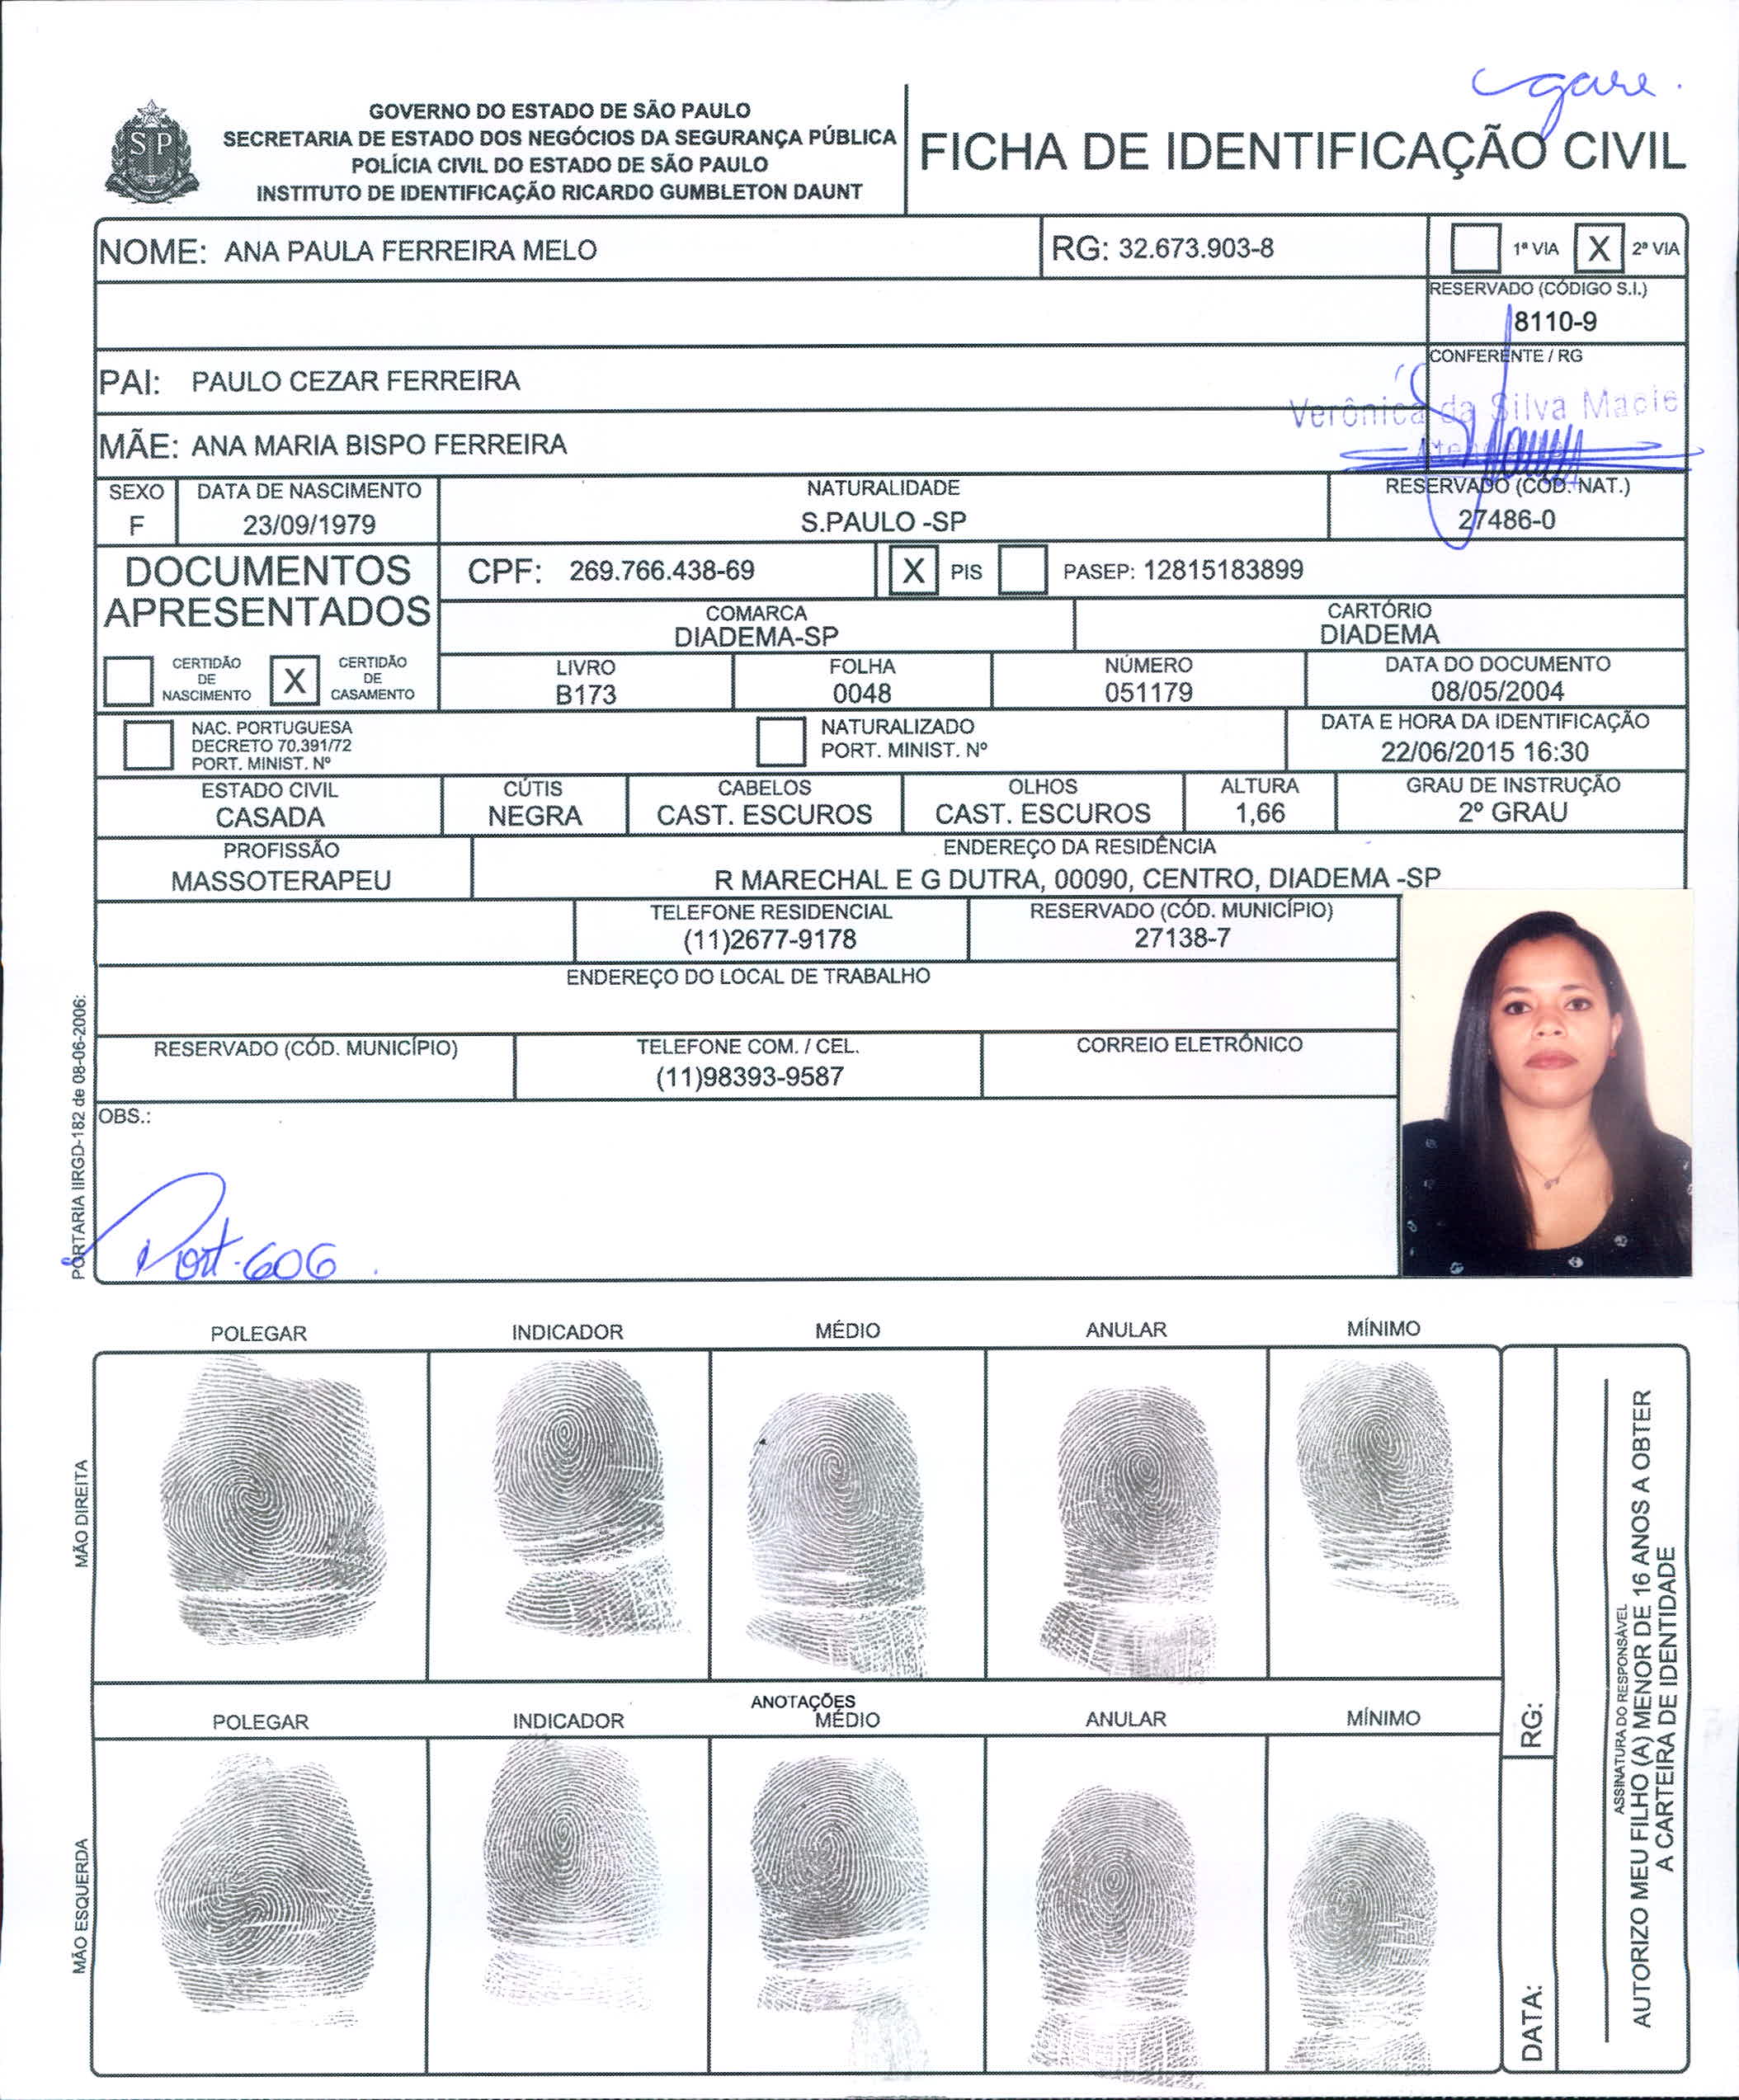 gare.
SP
GOVERNO DO ESTADO DE SÃO PAULO
SECRETARIA DE ESTADO DOS NEGÓCIOS DA SEGURANÇA PÚBLICA
POLÍCIA CIVIL DO ESTADO DE SÃO PAULO
INSTITUTO DE IDENTIFICAÇÃO RICARDO GUMBLETON DAUNT
FICHA DE IDENTIFICAÇÃO CIVIL
NOME: ANA PAULA FERREIRA MELO
RG: 32.673.903-8
1ª VIA X 2ª VIA
RESERVADO (CÓDIGO S.I.)
8110-9
PAI: PAULO CEZAR FERREIRA
CONFERENTE / RG
Verônica da Silva Macie
MÃE: ANA MARIA BISPO FERREIRA
SEXO
F
DATA DE NASCIMENTO
23/09/1979
NATURALIDADE
S.PAULO -SP
RESERVADO (CÓD. NAT.)
27486-0
DOCUMENTOS
APRESENTADOS
CPF: 269.766.438-69
X PIS
PASEP: 12815183899
COMARCA
DIADEMA-SP
CARTÓRIO
DIADEMA
CERTIDÃO
DE
NASCIMENTO
X
CERTIDÃO
DE
CASAMENTO
LIVRO
B173
FOLHA
0048
NÚMERO
051179
DATA DO DOCUMENTO
08/05/2004
NAC. PORTUGUESA
DECRETO 70.391/72
PORT. MINIST. Nº
NATURALIZADO
PORT. MINIST. Nº
DATA E HORA DA IDENTIFICAÇÃO
22/06/2015 16:30
ESTADO CIVIL
CASADA
CÚTIS
NEGRA
CABELOS
CAST. ESCUROS
OLHOS
CAST. ESCUROS
ALTURA
1,66
GRAU DE INSTRUÇÃO
2º GRAU
PROFISSÃO
MASSOTERAPEU
ENDEREÇO DA RESIDÊNCIA
R MARECHAL E G DUTRA, 00090, CENTRO, DIADEMA -SP
TELEFONE RESIDENCIAL
(11)2677-9178
RESERVADO (CÓD. MUNICÍPIO)
27138-7
ENDEREÇO DO LOCAL DE TRABALHO
RESERVADO (CÓD. MUNICÍPIO)
TELEFONE COM. / CEL.
(11)98393-9587
CORREIO ELETRÔNICO
OBS.:
Port. 606
PORTARIA IIRGD-182 de 08-06-2006:
POLEGAR INDICADOR MÉDIO ANULAR MÍNIMO
MÃO DIREITA
ANOTAÇÕES
POLEGAR INDICADOR MÉDIO ANULAR MÍNIMO
MÃO ESQUERDA
RG:
DATA:
ASSINATURA DO RESPONSÁVEL
AUTORIZO MEU FILHO (A) MENOR DE 16 ANOS A OBTER
A CARTEIRA DE IDENTIDADE